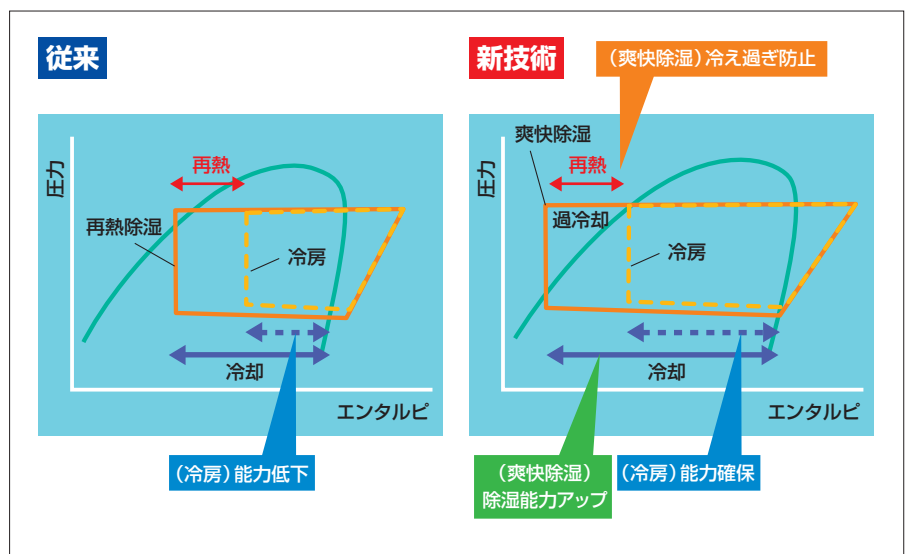 従来
圧力
再熱
再熱除湿
冷房
冷却
エンタルピ
（冷房）能力低下
新技術
（爽快除湿）冷え過ぎ防止
圧力
爽快除湿
再熱
過冷却
冷房
冷却
エンタルピ
（爽快除湿）
除湿能力アップ
（冷房）能力確保